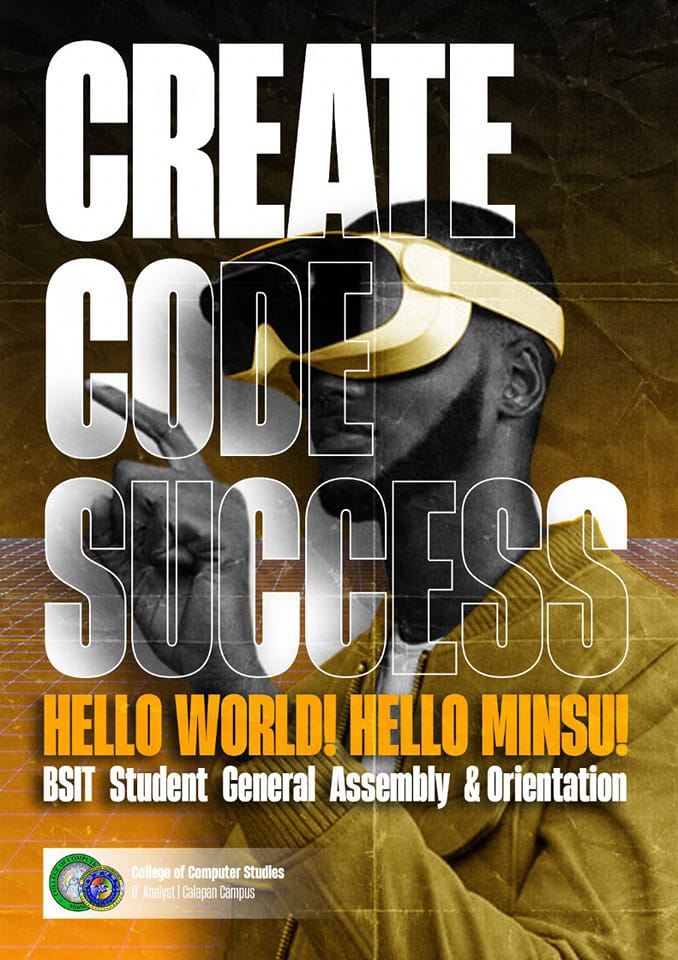 CREATE
CODE
SUCCESS
HELLO WORLD! HELLO MINSU!
BSIT Student General Assembly & Orientation
College of Computer Studies
D' Analyst | Calapan Campus